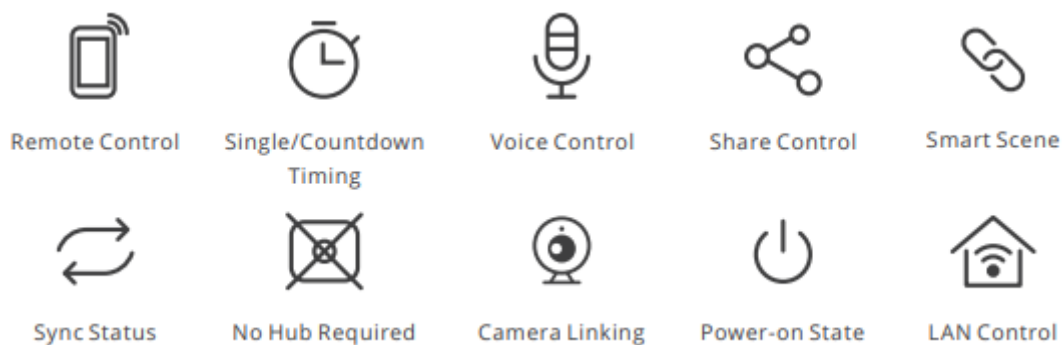 Remote Control
Single/Countdown
Timing
Voice Control
Share Control
Smart Scene
Sync Status
No Hub Required
Camera Linking
Power-on State
LAN Control